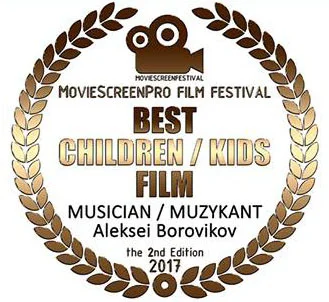 MOVIESCREENFESTIVAL
MOVIESCREENPRO FILM FESTIVAL
BEST
CHILDREN / KIDS
FILM
MUSICIAN / MUZYKANT
Aleksei Borovikov
the 2nd Edition
2017